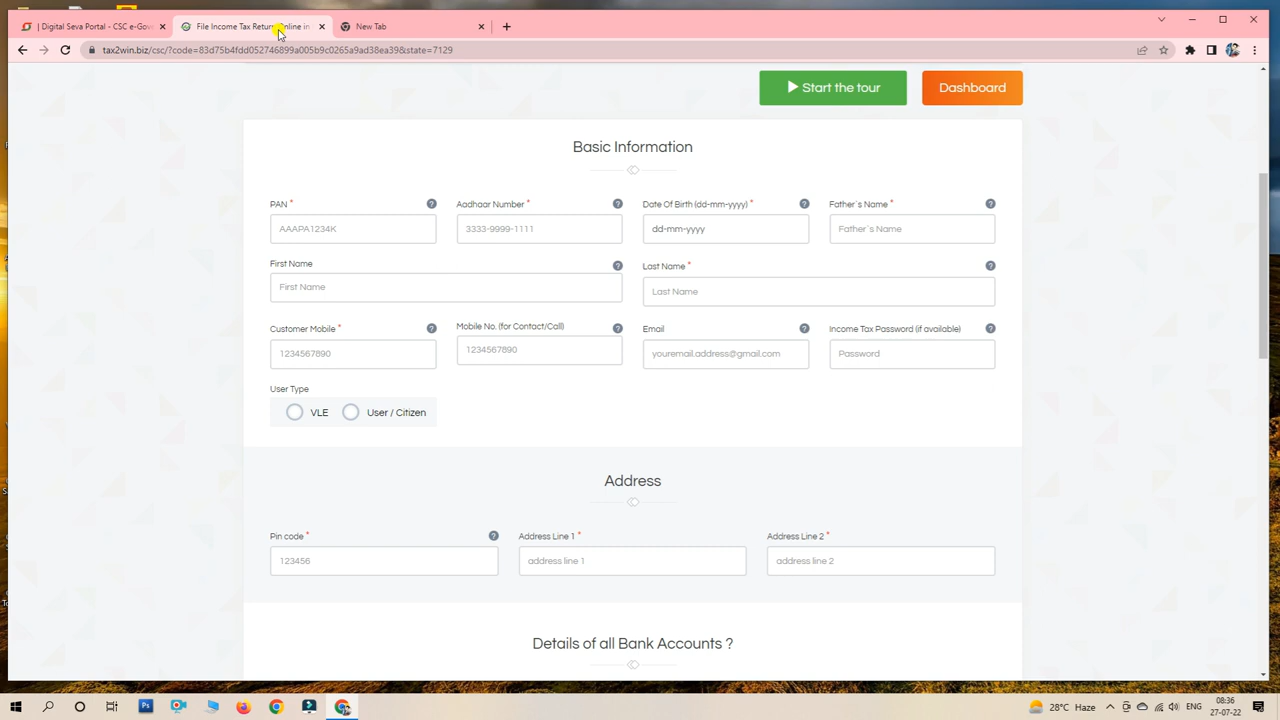 | Digital Seva Portal - CSC e-Gov
File Income Tax Return Online in
New Tab
tax2win.biz/csc/?code=83d75b4fdd052746899a005b9c0265a9ad38ea39&state=7129
Start the tour
Dashboard
Basic Information
PAN *
Aadhaar Number *
Date Of Birth (dd-mm-yyyy) *
Father`s Name *
AAAPA1234K
3333-9999-1111
dd-mm-yyyy
Father`s Name
First Name
Last Name *
First Name
Last Name
Customer Mobile *
Mobile No. (for Contact/Call)
Email
Income Tax Password (if available)
1234567890
1234567890
youremail.address@gmail.com
Password
User Type
VLE
User / Citizen
Address
Pin code *
Address Line 1 *
Address Line 2 *
123456
address line 1
address line 2
Details of all Bank Accounts ?
28°C Haze
ENG
08:36
27-07-22